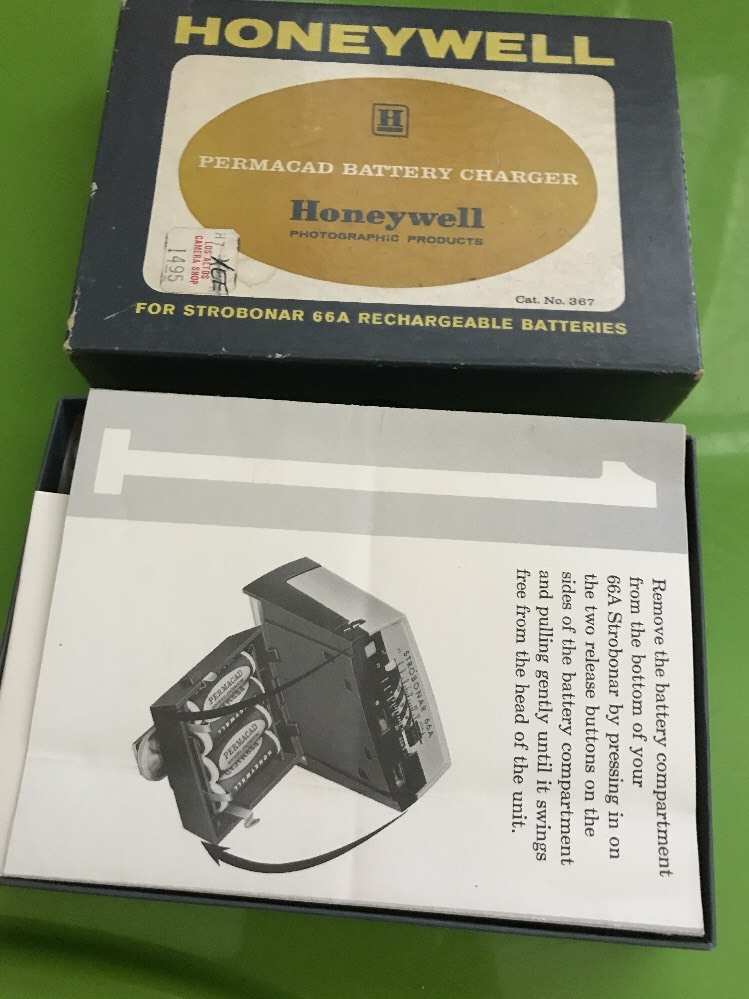 HONEYWELL
H
PERMACAD BATTERY CHARGER
Honeywell
PHOTOGRAPHIC PRODUCTS
HT
LOS ALTOS
CAMERA SHOP
1495
Cat. No. 367
FOR STROBONAR 66A RECHARGEABLE BATTERIES
1
Remove the battery compartment
from the bottom of your
66A Strobonar by pressing in on
the two release buttons on the
sides of the battery compartment
and pulling gently until it swings
free from the head of the unit.
STROBONAR 66A
PERMACAD
HONEYWELL
PERMACAD
HONEYWELL